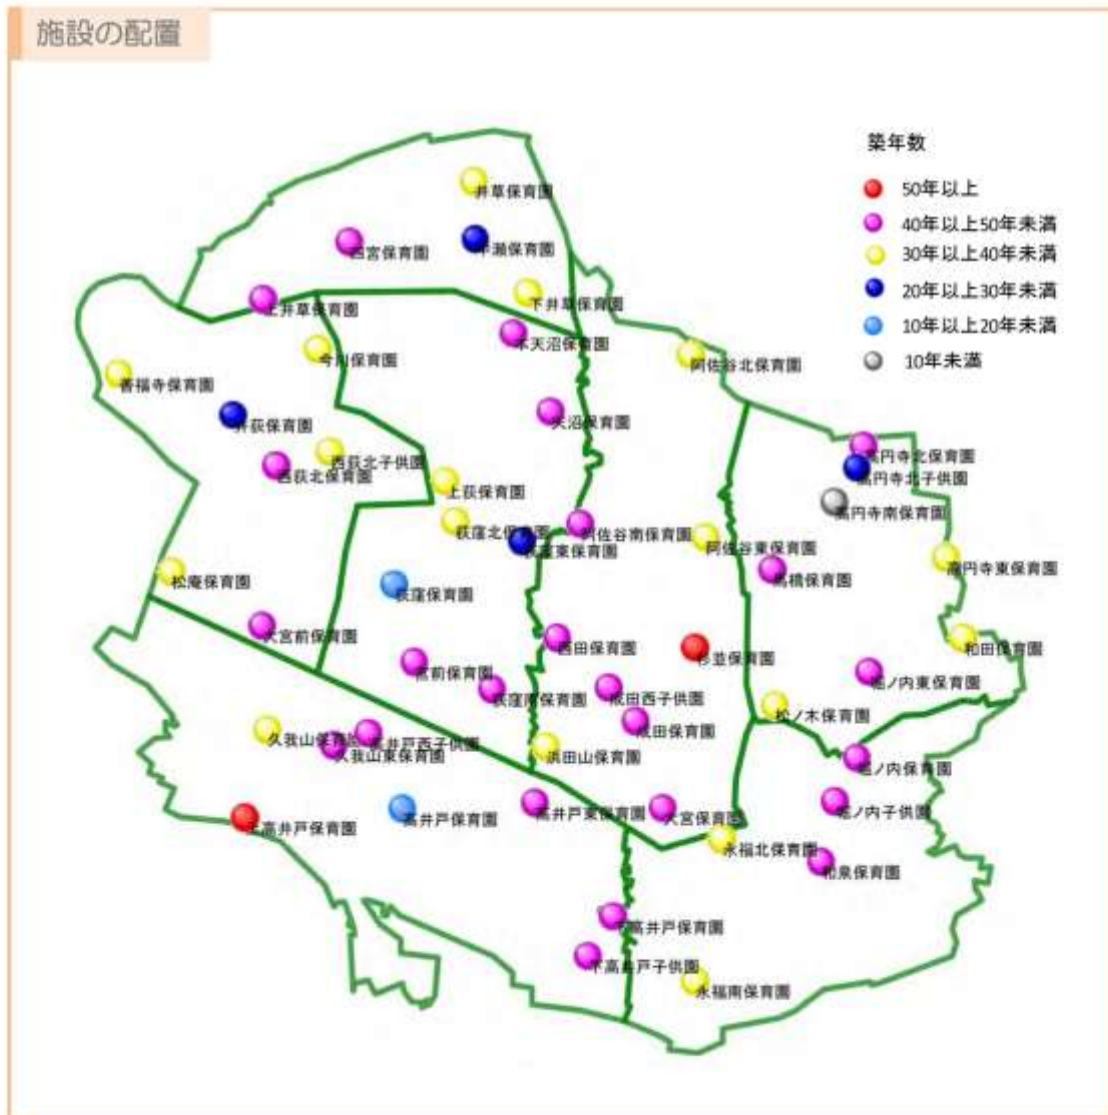 施設の配置
築年数
50年以上
40年以上50年未満
30年以上40年未満
20年以上30年未満
10年以上20年未満
10年未満
井草保育園
四宮保育園
中瀬保育園
下井草保育園
上井草保育園
本天沼保育園
今川保育園
阿佐谷北保育園
善福寺保育園
井荻保育園
天沼保育園
西荻北子供園
西荻北保育園
高円寺北保育園
高円寺北子供園
上荻保育園
高円寺南保育園
荻窪北保育園
阿佐谷南保育園
阿佐谷東保育園
荻窪東保育園
高円寺東保育園
馬橋保育園
松庵保育園
荻窪保育園
大宮前保育園
西田保育園
杉並保育園
和田保育園
宮前保育園
堀ノ内東保育園
荻窪南保育園
成田西子供園
松ノ木保育園
成田保育園
久我山保育園
高井戸西子供園
久我山東保育園
浜田山保育園
堀ノ内保育園
高井戸保育園
高井戸東保育園
大宮保育園
堀ノ内子供園
上高井戸保育園
永福北保育園
和泉保育園
下高井戸保育園
下高井戸子供園
永福南保育園